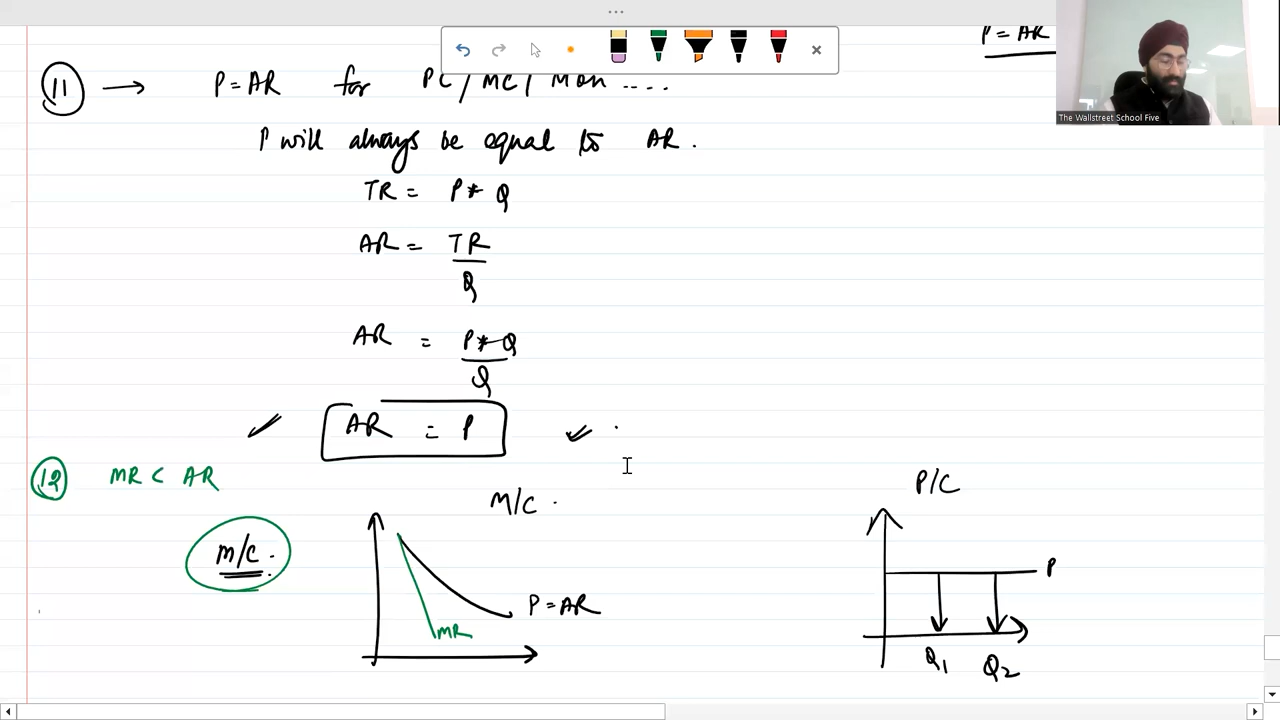 P = AR
The Wallstreet School Five
11 → P = AR for PC / MC / Mon ....
P will always be equal to AR.
TR = P * Q
AR = TR
Q
AR = P * Q
Q
AR = P
12 MR < AR
M/C.
M/C.
P = AR
MR
P/C
P
Q1 Q2